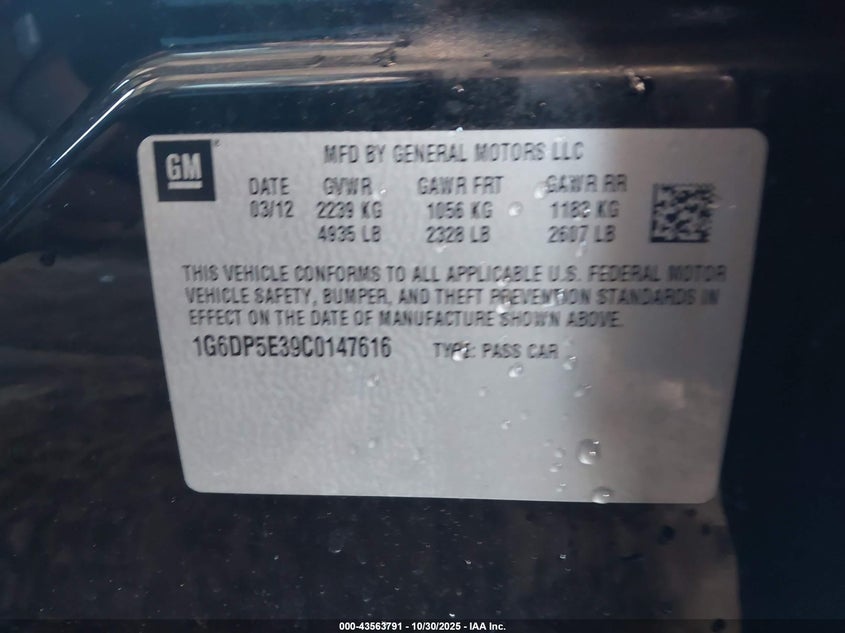 GM
MFD BY GENERAL MOTORS LLC
DATE GVWR GAWR FRT GAWR RR
03/12 2239 KG 1056 KG 1183 KG
4935 LB 2328 LB 2607 LB
THIS VEHICLE CONFORMS TO ALL APPLICABLE U.S. FEDERAL MOTOR
VEHICLE SAFETY, BUMPER, AND THEFT PREVENTION STANDARDS IN
EFFECT ON THE DATE OF MANUFACTURE SHOWN ABOVE.
1G6DP5E39C0147616 TYPE: PASS CAR
000-43563791 - 10/30/2025 - IAA Inc.